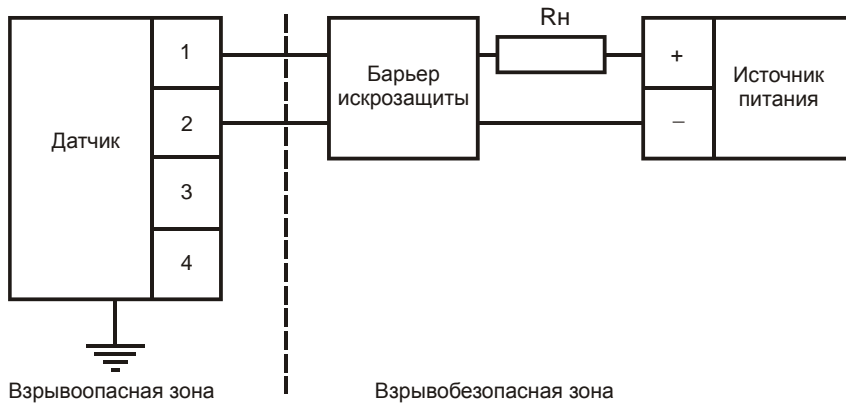 Rн
1
Барьер
искрозащиты
+
Источник
питания
2
–
Датчик
3
4
Взрывоопасная зона
Взрывобезопасная зона